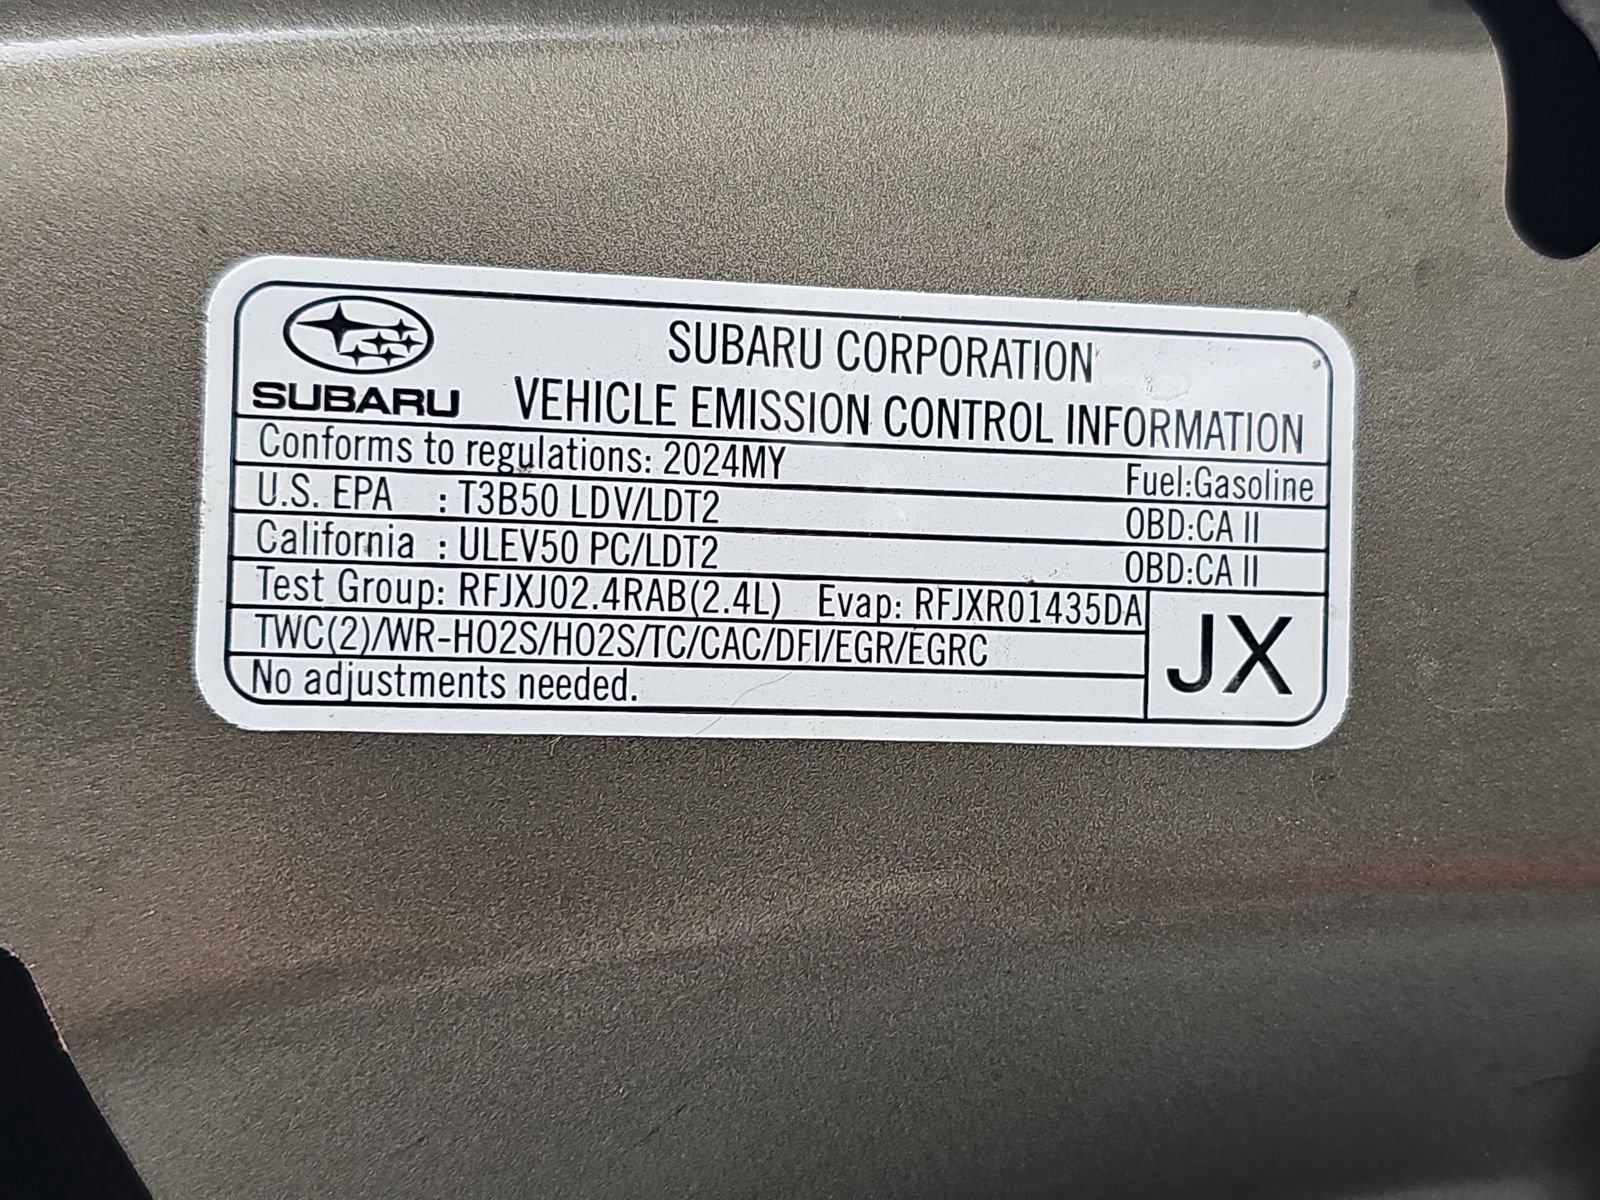 SUBARU
SUBARU CORPORATION
VEHICLE EMISSION CONTROL INFORMATION
Conforms to regulations: 2024MY Fuel:Gasoline
U.S. EPA : T3B50 LDV/LDT2 OBD:CA II
California : ULEV50 PC/LDT2 OBD:CA II
Test Group: RFJXJ02.4RAB(2.4L) Evap: RFJXR01435DA
TWC(2)/WR-HO2S/HO2S/TC/CAC/DFI/EGR/EGRC
No adjustments needed.
JX